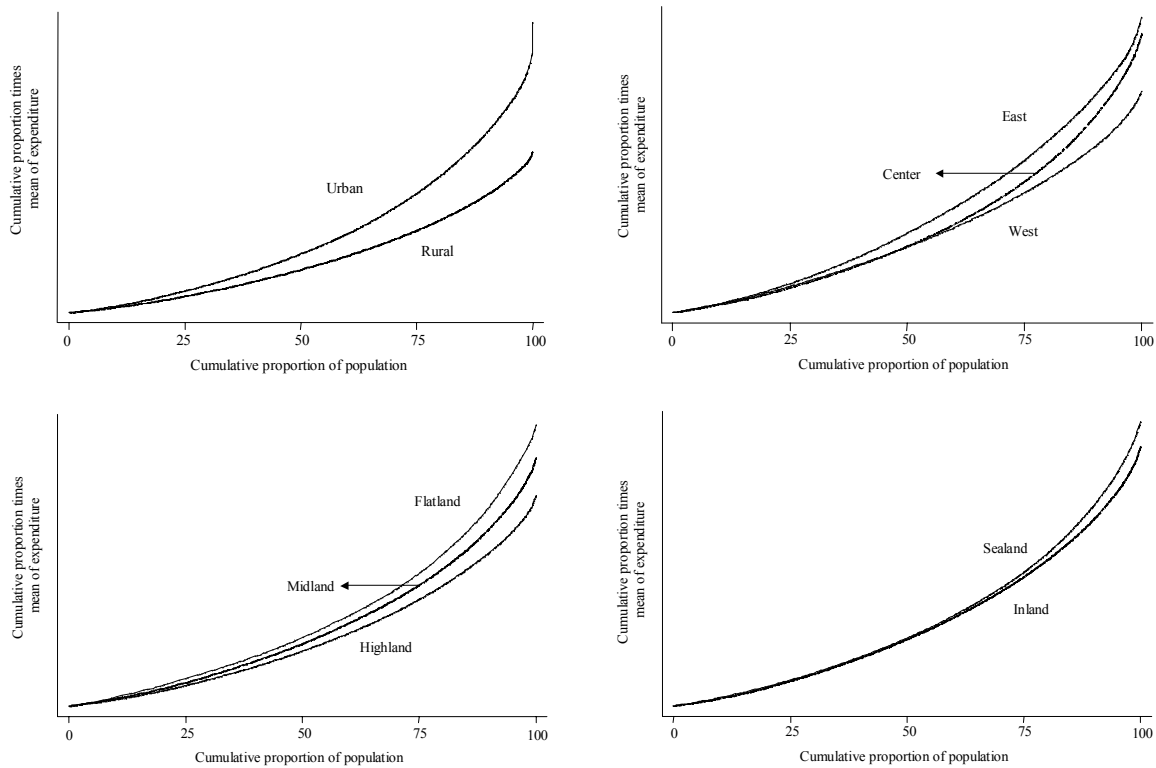 Cumulative proportion times
mean of expenditure
Urban
Rural
0 25 50 75 100
Cumulative proportion of population
Cumulative proportion times
mean of expenditure
East
Center
West
0 25 50 75 100
Cumulative proportion of population
Cumulative proportion times
mean of expenditure
Flatland
Midland
Highland
0 25 50 75 100
Cumulative proportion of population
Cumulative proportion times
mean of expenditure
Sealand
Inland
0 25 50 75 100
Cumulative proportion of population